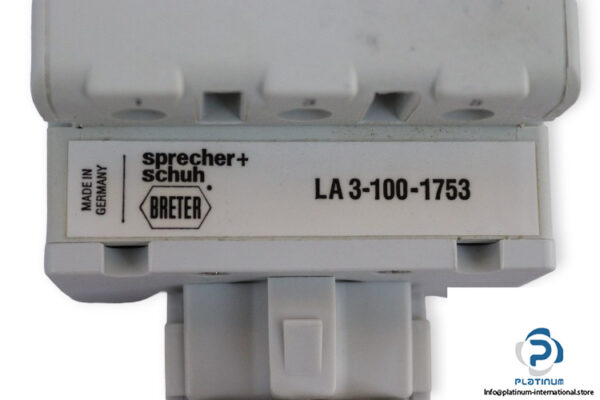 MADE IN
GERMANY
sprecher+
schuh
BRETER
LA 3-100-1753
PLATINUM
Info@platinum-international.store